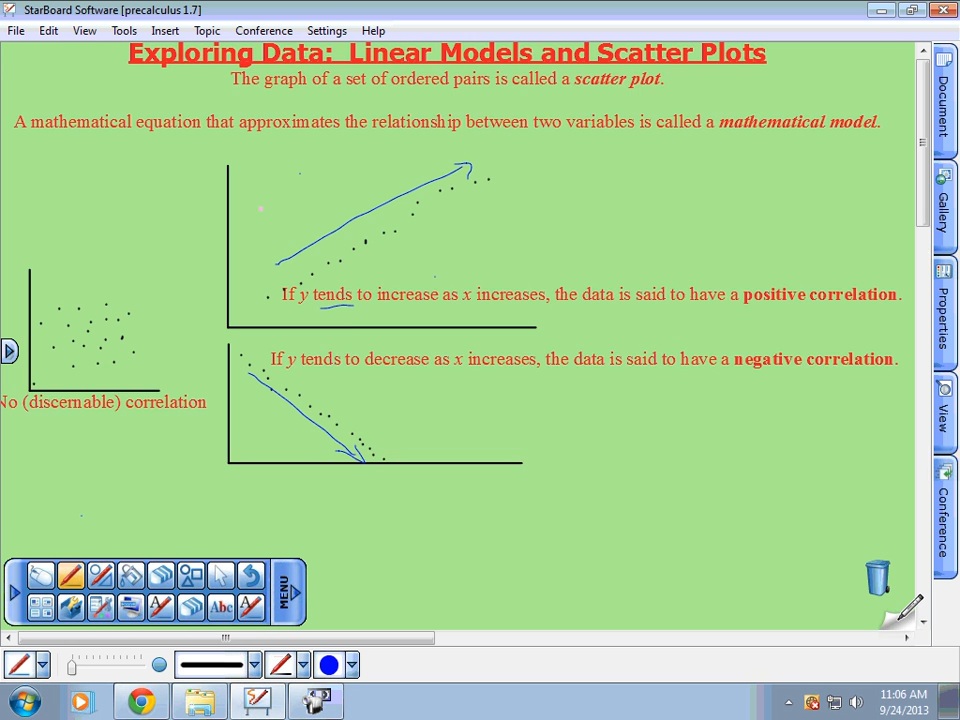 StarBoard Software [precalculus 1.7]
File Edit View Tools Insert Topic Conference Settings Help
Exploring Data: Linear Models and Scatter Plots
The graph of a set of ordered pairs is called a scatter plot.
A mathematical equation that approximates the relationship between two variables is called a mathematical model.
If y tends to increase as x increases, the data is said to have a positive correlation.
If y tends to decrease as x increases, the data is said to have a negative correlation.
No (discernable) correlation
Document
Gallery
Properties
View
Conference
MENU
Abc
11:06 AM
9/24/2013